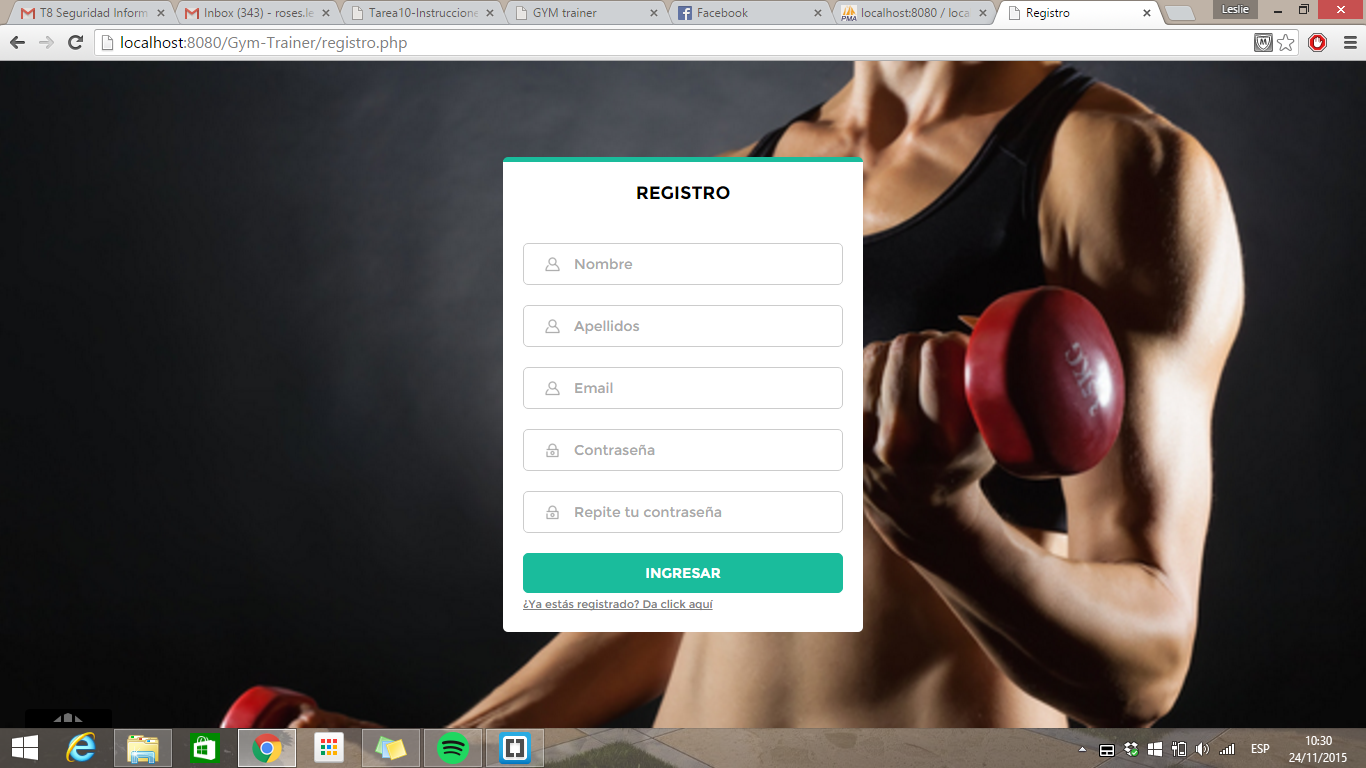 T8 Seguridad Inform
Inbox (343) - roses.le
Tarea10-Instruccione
GYM trainer
Facebook
PMA
localhost:8080 / loca
Registro
Leslie
localhost:8080/Gym-Trainer/registro.php
REGISTRO
Nombre
Apellidos
Email
Contraseña
Repite tu contraseña
INGRESAR
¿Ya estás registrado? Da click aquí
ESP
10:30
24/11/2015